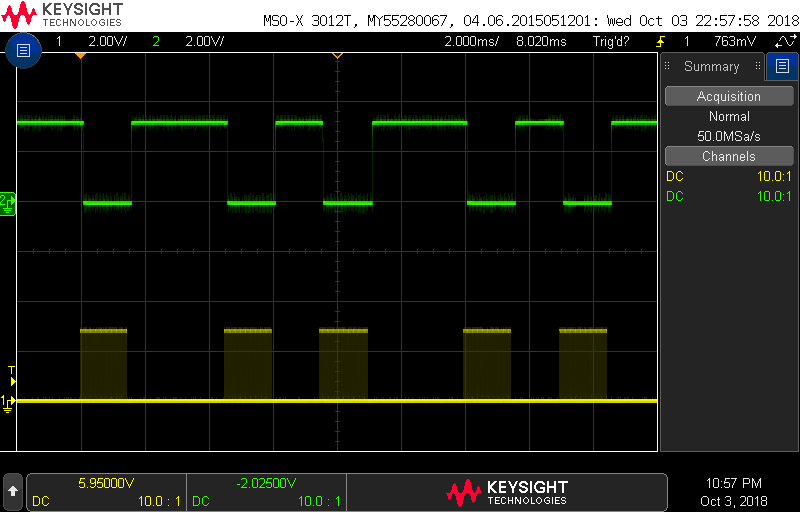 KEYSIGHT
TECHNOLOGIES
MSO-X 3012T, MY55280067, 04.06.2015051201: Wed Oct 03 22:57:58 2018
1 2.00V/ 2 2.00V/ 2.000ms/ 8.020ms Trig'd? 1 763mV
Summary
Acquisition
Normal
50.0MSa/s
Channels
DC 10.0:1
DC 10.0:1
2
T
1
5.95000V
DC 10.0 : 1
-2.02500V
DC 10.0 : 1
KEYSIGHT
TECHNOLOGIES
10:57 PM
Oct 3, 2018